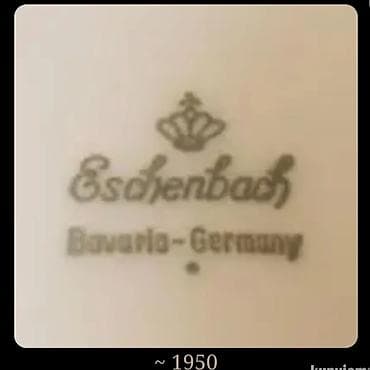 Eschenbach
Bavaria-Germany
~ 1950